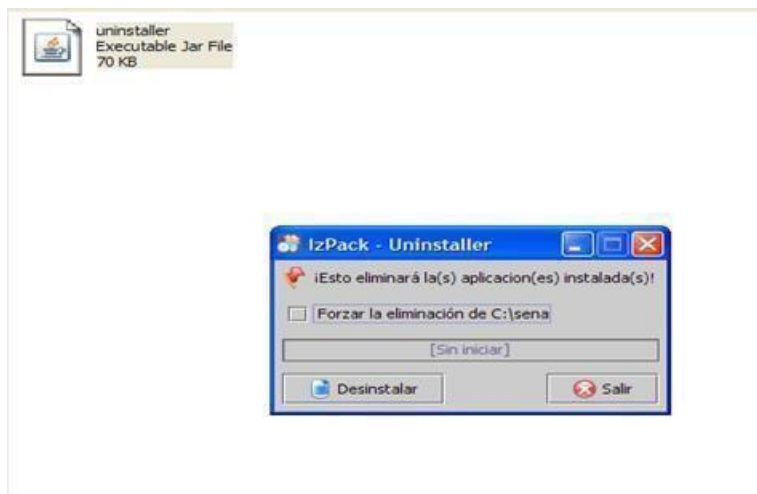 uninstaller
Executable Jar File
70 KB
IzPack - Uninstaller
¡Esto eliminará la(s) aplicacion(es) instalada(s)!
Forzar la eliminación de C:\sena
[Sin iniciar]
Desinstalar
Salir